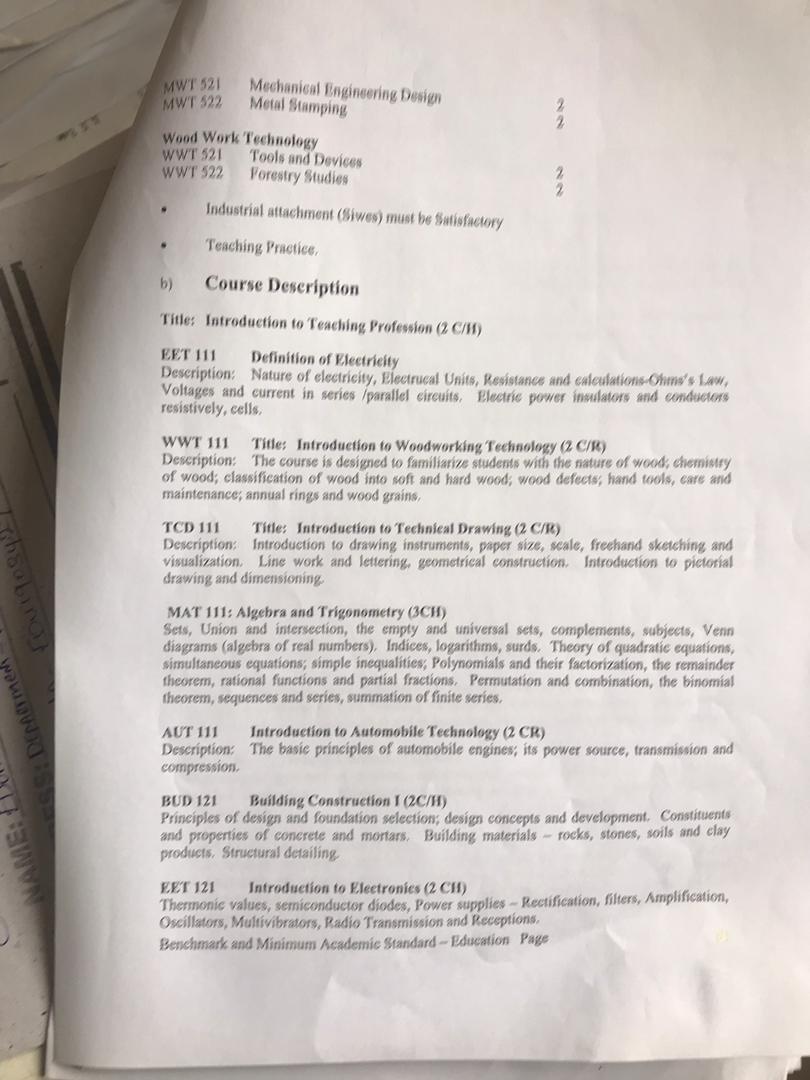 MWT 521 Mechanical Engineering Design 2
MWT 522 Metal Stamping 2
Wood Work Technology
WWT 521 Tools and Devices 2
WWT 522 Forestry Studies 2
• Industrial attachment (Siwes) must be Satisfactory
• Teaching Practice.
b) Course Description
Title: Introduction to Teaching Profession (2 C/H)
EET 111 Definition of Electricity
Description: Nature of electricity, Electrucal Units, Resistance and calculations-Ohms's Law,
Voltages and current in series /parallel circuits. Electric power insulators and conductors
resistively, cells.
WWT 111 Title: Introduction to Woodworking Technology (2 C/R)
Description: The course is designed to familiarize students with the nature of wood; chemistry
of wood; classification of wood into soft and hard wood; wood defects; hand tools, care and
maintenance; annual rings and wood grains.
TCD 111 Title: Introduction to Technical Drawing (2 C/R)
Description: Introduction to drawing instruments, paper size, scale, freehand sketching and
visualization. Line work and lettering, geometrical construction. Introduction to pictorial
drawing and dimensioning.
MAT 111: Algebra and Trigonometry (3CH)
Sets, Union and intersection, the empty and universal sets, complements, subjects, Venn
diagrams (algebra of real numbers). Indices, logarithms, surds. Theory of quadratic equations,
simultaneous equations; simple inequalities; Polynomials and their factorization, the remainder
theorem, rational functions and partial fractions. Permutation and combination, the binomial
theorem, sequences and series, summation of finite series.
AUT 111 Introduction to Automobile Technology (2 CR)
Description: The basic principles of automobile engines; its power source, transmission and
compression.
BUD 121 Building Construction I (2C/H)
Principles of design and foundation selection; design concepts and development. Constituents
and properties of concrete and mortars. Building materials – rocks, stones, soils and clay
products. Structural detailing.
EET 121 Introduction to Electronics (2 CH)
Thermonic values, semiconductor diodes, Power supplies – Rectification, filters, Amplification,
Oscillators, Multivibrators, Radio Transmission and Receptions.
Benchmark and Minimum Academic Standard – Education Page
NAME: